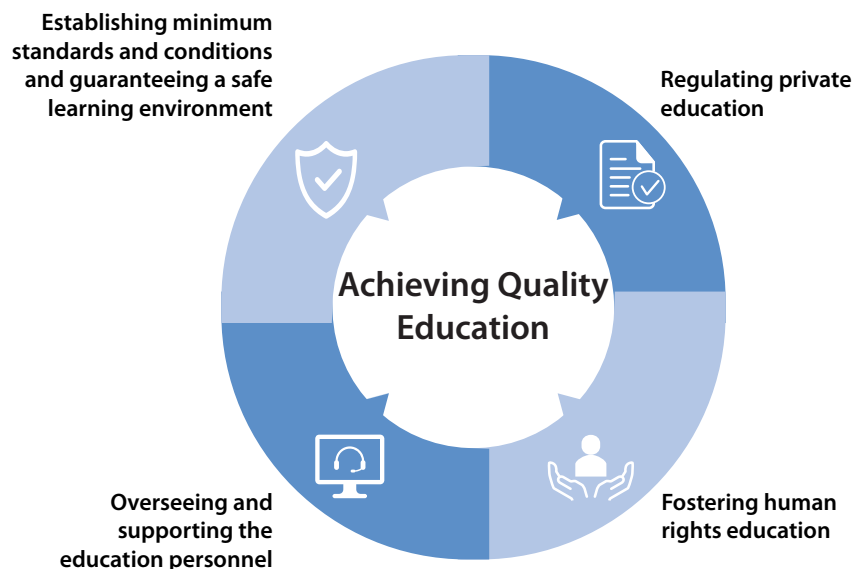 Establishing minimum
standards and conditions
and guaranteeing a safe
learning environment
Regulating private
education
Achieving Quality
Education
Overseeing and
supporting the
education personnel
Fostering human
rights education